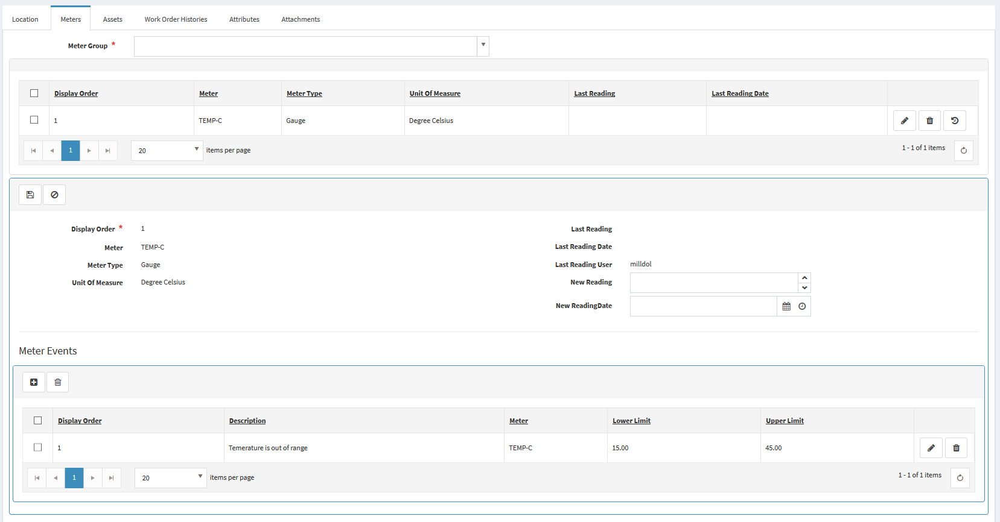 Location Meters Assets Work Order Histories Attributes Attachments
Meter Group *
Display Order Meter Meter Type Unit Of Measure Last Reading Last Reading Date
1 TEMP-C Gauge Degree Celsius
1 20 items per page 1 - 1 of 1 items
Display Order * 1
Meter TEMP-C
Meter Type Gauge
Unit Of Measure Degree Celsius
Last Reading
Last Reading Date
Last Reading User milldol
New Reading
New ReadingDate
Meter Events
Display Order Description Meter Lower Limit Upper Limit
1 Temerature is out of range TEMP-C 15.00 45.00
1 20 items per page 1 - 1 of 1 items